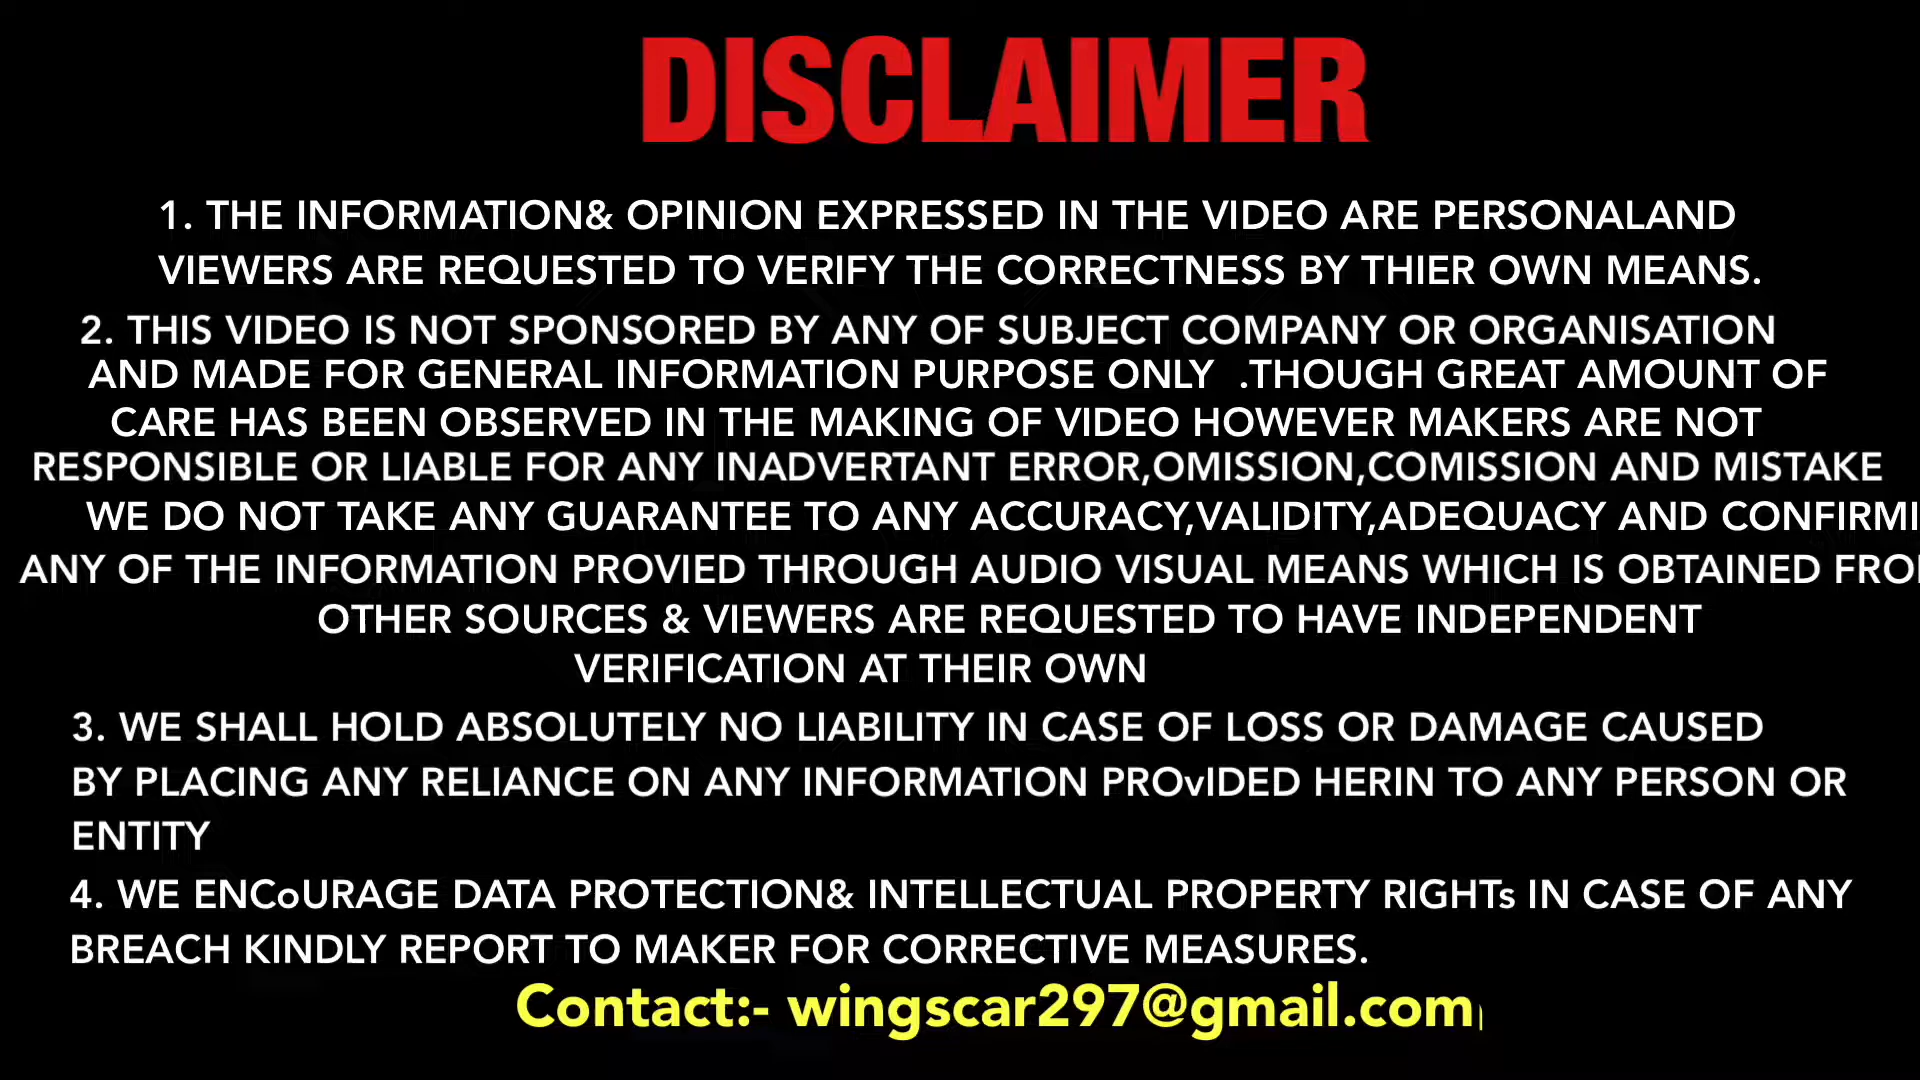 DISCLAIMER
1. THE INFORMATION& OPINION EXPRESSED IN THE VIDEO ARE PERSONALAND
VIEWERS ARE REQUESTED TO VERIFY THE CORRECTNESS BY THIER OWN MEANS.
2. THIS VIDEO IS NOT SPONSORED BY ANY OF SUBJECT COMPANY OR ORGANISATION
AND MADE FOR GENERAL INFORMATION PURPOSE ONLY .THOUGH GREAT AMOUNT OF
CARE HAS BEEN OBSERVED IN THE MAKING OF VIDEO HOWEVER MAKERS ARE NOT
RESPONSIBLE OR LIABLE FOR ANY INADVERTANT ERROR,OMISSION,COMISSION AND MISTAKE
WE DO NOT TAKE ANY GUARANTEE TO ANY ACCURACY,VALIDITY,ADEQUACY AND CONFIRMI
ANY OF THE INFORMATION PROVIED THROUGH AUDIO VISUAL MEANS WHICH IS OBTAINED FRO
OTHER SOURCES & VIEWERS ARE REQUESTED TO HAVE INDEPENDENT
VERIFICATION AT THEIR OWN
3. WE SHALL HOLD ABSOLUTELY NO LIABILITY IN CASE OF LOSS OR DAMAGE CAUSED
BY PLACING ANY RELIANCE ON ANY INFORMATION PROvIDED HERIN TO ANY PERSON OR
ENTITY
4. WE ENCoURAGE DATA PROTECTION& INTELLECTUAL PROPERTY RIGHTs IN CASE OF ANY
BREACH KINDLY REPORT TO MAKER FOR CORRECTIVE MEASURES.
Contact:- wingscar297@gmail.com